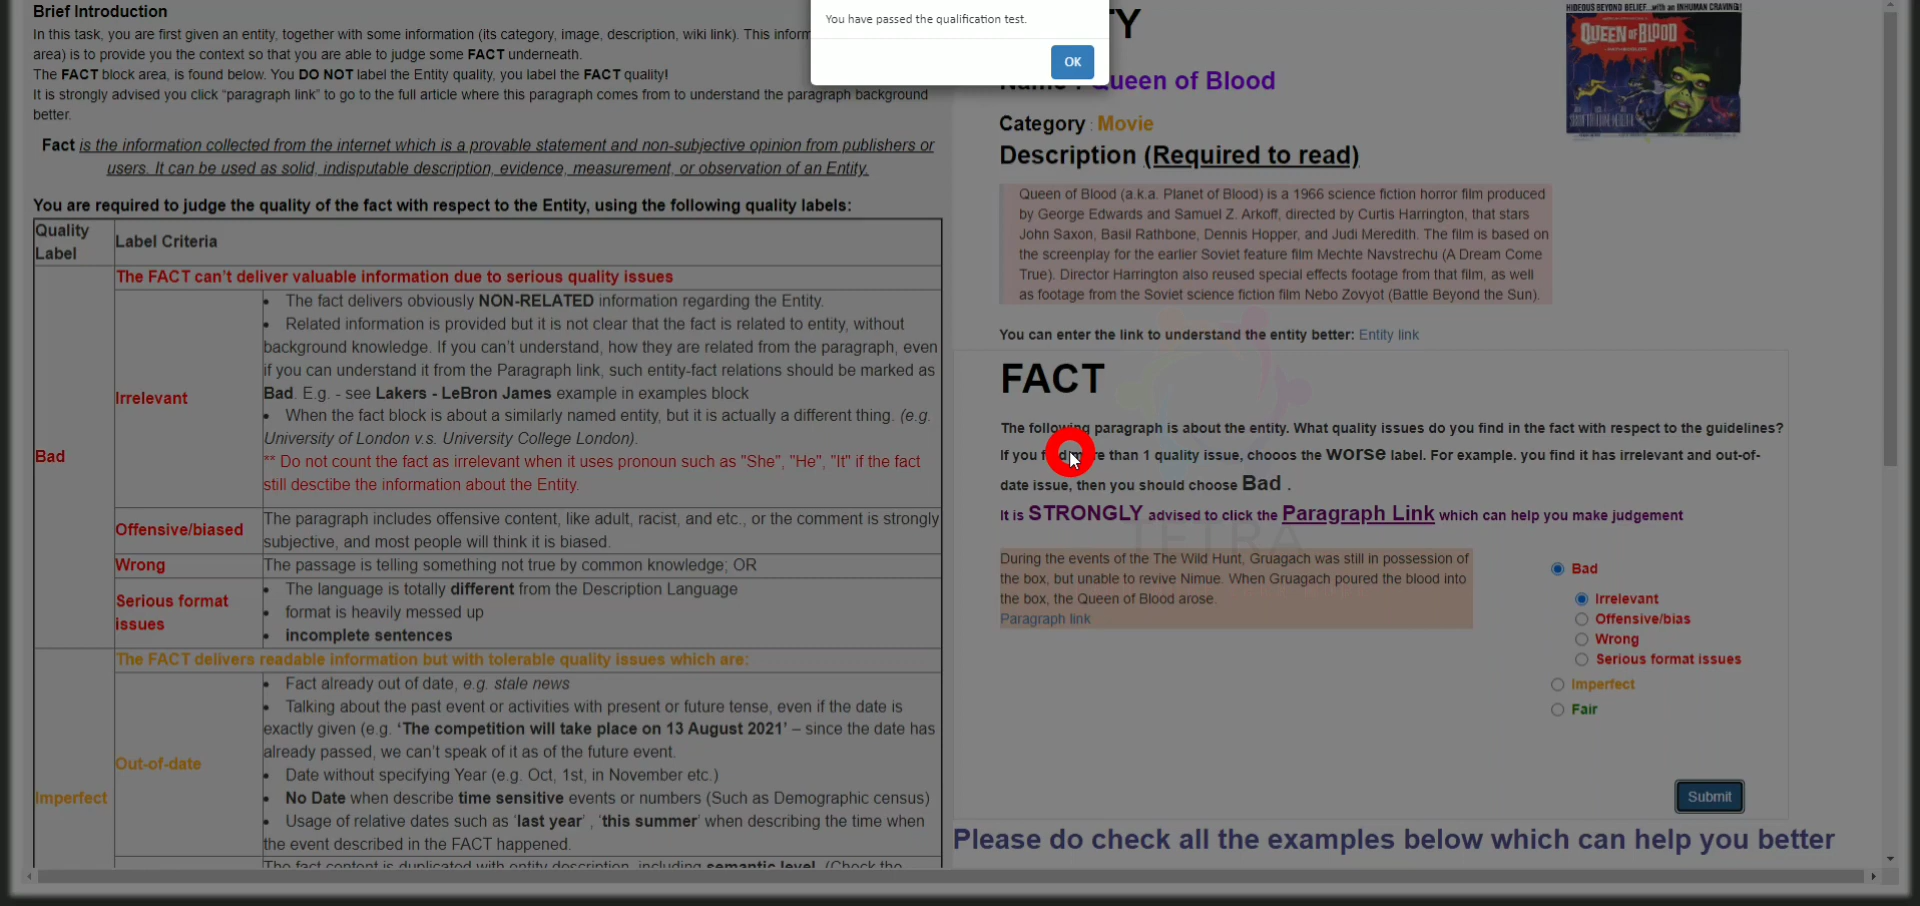 Brief Introduction
In this task, you are first given an entity, together with some information (its category, image, description, wiki link). This inform
area) is to provide you the context so that you are able to judge some FACT underneath.
The FACT block area, is found below. You DO NOT label the Entity quality, you label the FACT quality!
It is strongly advised you click "paragraph link" to go to the full article where this paragraph comes from to understand the paragraph background
better.
Fact is the information collected from the internet which is a provable statement and non-subjective opinion from publishers or
users. It can be used as solid, indisputable description, evidence, measurement, or observation of an Entity.
You are required to judge the quality of the fact with respect to the Entity, using the following quality labels:
Quality
Label
Label Criteria
The FACT can't deliver valuable information due to serious quality issues
Bad
Irrelevant
• The fact delivers obviously NON-RELATED information regarding the Entity.
• Related information is provided but it is not clear that the fact is related to entity, without
background knowledge. If you can't understand, how they are related from the paragraph, even
if you can understand it from the Paragraph link, such entity-fact relations should be marked as
Bad. E.g. - see Lakers - LeBron James example in examples block
• When the fact block is about a similarly named entity, but it is actually a different thing. (e.g.
University of London v.s. University College London).
** Do not count the fact as irrelevant when it uses pronoun such as "She", "He", "It" if the fact
still desctibe the information about the Entity.
Offensive/biased
The paragraph includes offensive content, like adult, racist, and etc., or the comment is strongly
subjective, and most people will think it is biased.
Wrong
The passage is telling something not true by common knowledge; OR
Serious format
issues
• The language is totally different from the Description Language
• format is heavily messed up
• incomplete sentences
The FACT delivers readable information but with tolerable quality issues which are:
Imperfect
Out-of-date
• Fact already out of date, e.g. stale news
• Talking about the past event or activities with present or future tense, even if the date is
exactly given (e.g. 'The competition will take place on 13 August 2021' – since the date has
already passed, we can't speak of it as of the future event.
• Date without specifying Year (e.g. Oct, 1st, in November etc.)
• No Date when describe time sensitive events or numbers (Such as Demographic census)
• Usage of relative dates such as 'last year', 'this summer' when describing the time when
the event described in the FACT happened.
The fact content is duplicated with entity description, including semantic level. (Check the
You have passed the qualification test.
OK
TY
Name : Queen of Blood
Category : Movie
Description (Required to read)
Queen of Blood (a.k.a. Planet of Blood) is a 1966 science fiction horror film produced
by George Edwards and Samuel Z. Arkoff, directed by Curtis Harrington, that stars
John Saxon, Basil Rathbone, Dennis Hopper, and Judi Meredith. The film is based on
the screenplay for the earlier Soviet feature film Mechte Navstrechu (A Dream Come
True). Director Harrington also reused special effects footage from that film, as well
as footage from the Soviet science fiction film Nebo Zovyot (Battle Beyond the Sun).
HIDEOUS BEYOND BELIEF...with an INHUMAN CRAVING!
QUEEN of BLOOD
You can enter the link to understand the entity better: Entity link
FACT
The following paragraph is about the entity. What quality issues do you find in the fact with respect to the guidelines?
If you find more than 1 quality issue, chooos the worse label. For example. you find it has irrelevant and out-of-
date issue, then you should choose Bad .
It is STRONGLY advised to click the Paragraph Link which can help you make judgement
During the events of the The Wild Hunt, Gruagach was still in possession of
the box, but unable to revive Nimue. When Gruagach poured the blood into
the box, the Queen of Blood arose.
Paragraph link
Bad
Irrelevant
Offensive/bias
Wrong
Serious format issues
Imperfect
Fair
Submit
Please do check all the examples below which can help you better